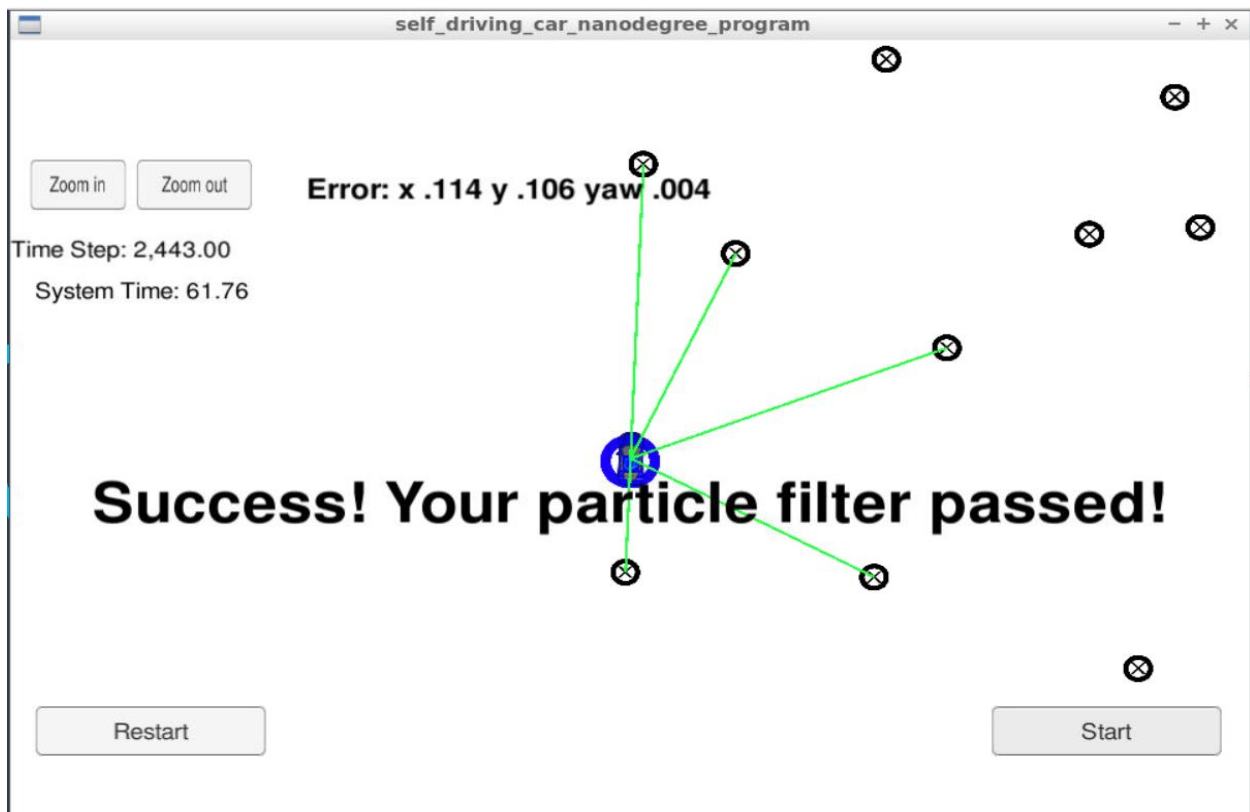 self_driving_car_nanodegree_program
Zoom in
Zoom out
Error: x .114 y .106 yaw .004
Time Step: 2,443.00
System Time: 61.76
Success! Your particle filter passed!
Restart
Start